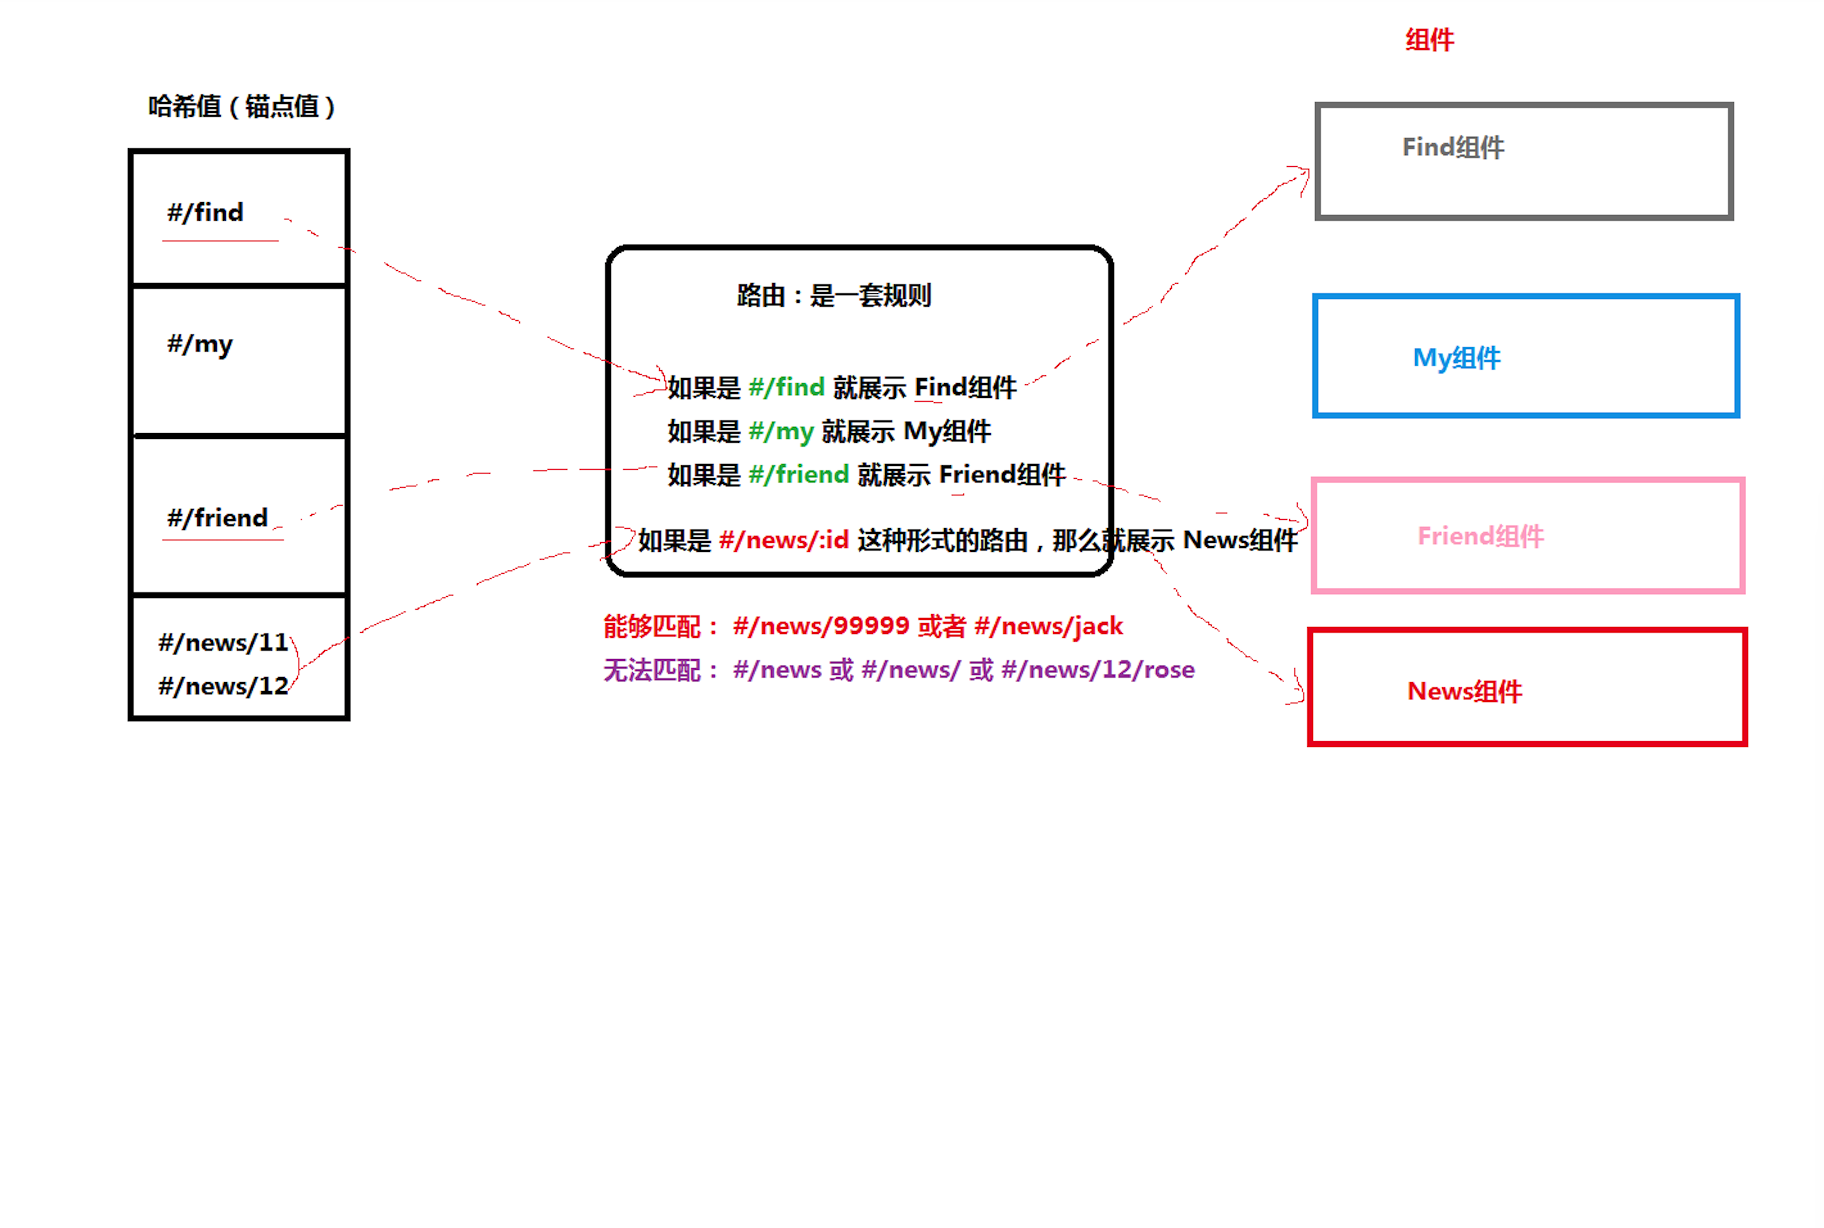 组件
哈希值（锚点值）
#/find
#/my
#/friend
#/news/11
#/news/12
路由：是一套规则
如果是 #/find 就展示 Find组件
如果是 #/my 就展示 My组件
如果是 #/friend 就展示 Friend组件
如果是 #/news/:id 这种形式的路由，那么就展示 News组件
能够匹配： #/news/99999 或者 #/news/jack
无法匹配： #/news 或 #/news/ 或 #/news/12/rose
Find组件
My组件
Friend组件
News组件